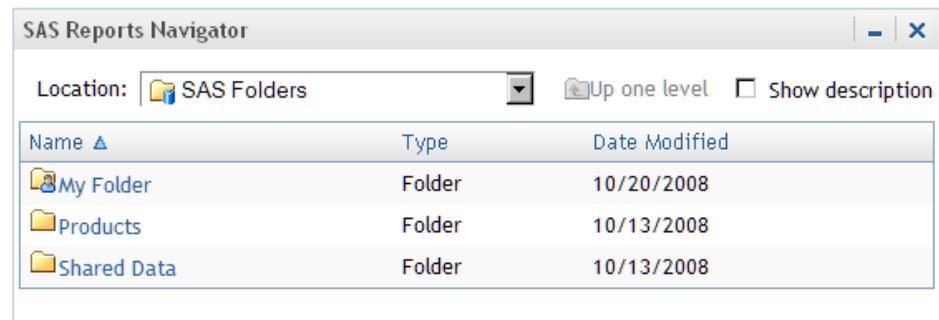 SAS Reports Navigator
Location: SAS Folders Up one level Show description
Name Type Date Modified
My Folder Folder 10/20/2008
Products Folder 10/13/2008
Shared Data Folder 10/13/2008